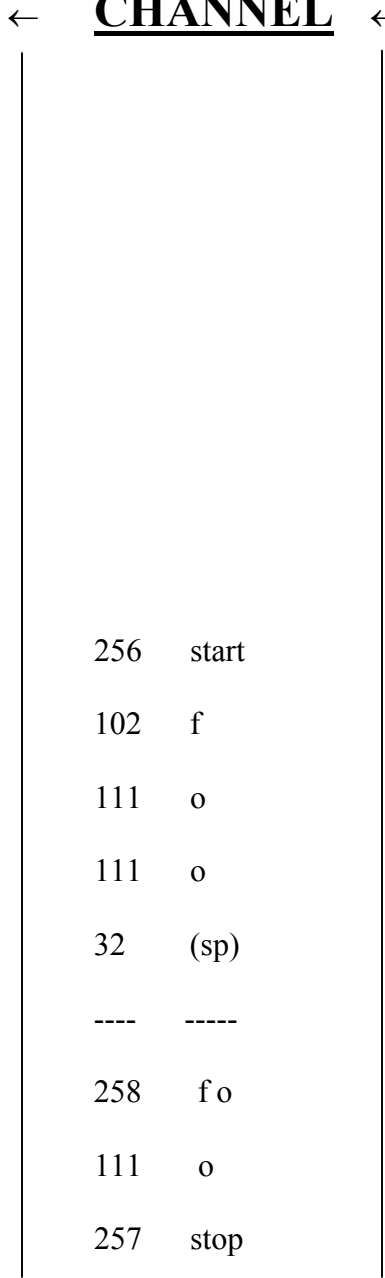 ← CHANNEL ←
256 start
102 f
111 o
111 o
32 (sp)
---- -----
258 f o
111 o
257 stop